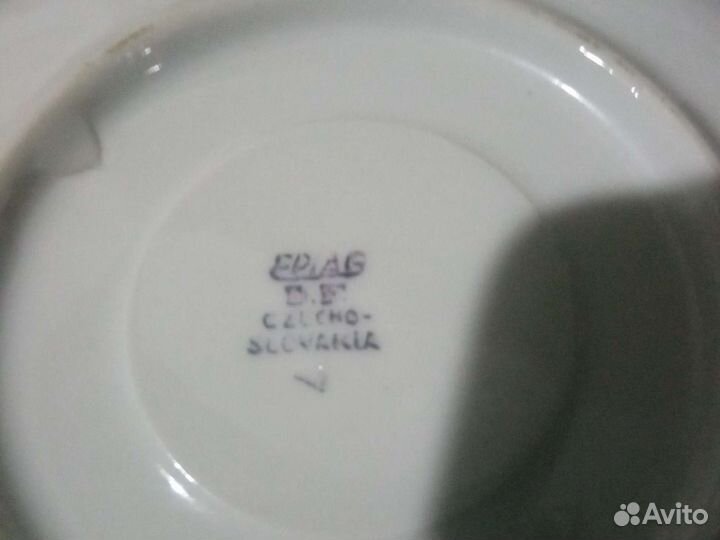 EPIAG
D.F.
CZECHO-
SLOVAKIA
Avito